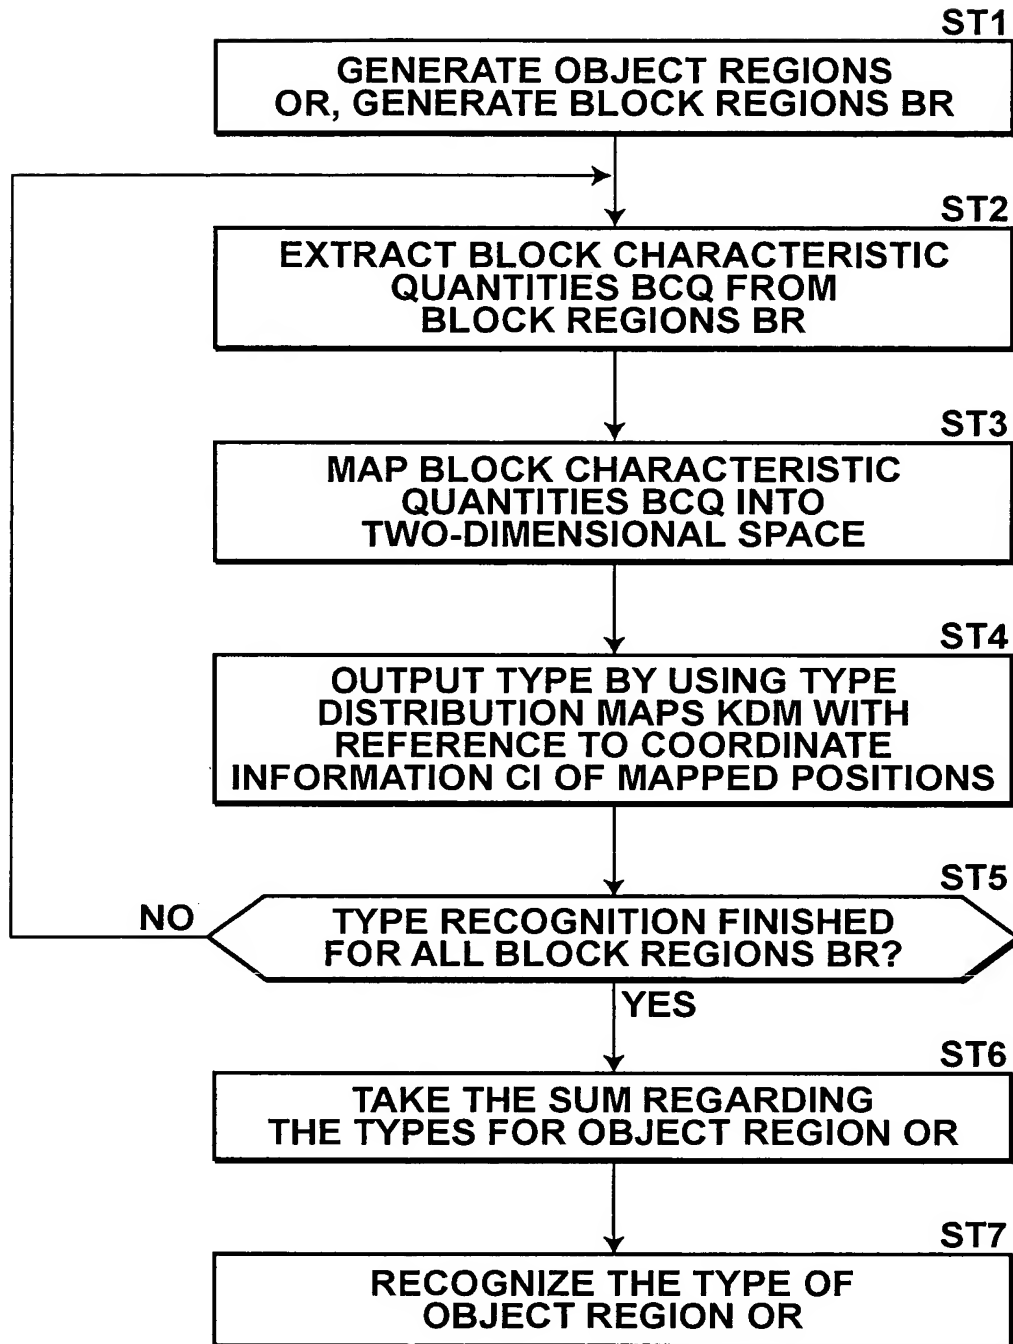 ST1
GENERATE OBJECT REGIONS
OR, GENERATE BLOCK REGIONS BR
ST2
EXTRACT BLOCK CHARACTERISTIC
QUANTITIES BCQ FROM
BLOCK REGIONS BR
ST3
MAP BLOCK CHARACTERISTIC
QUANTITIES BCQ INTO
TWO-DIMENSIONAL SPACE
ST4
OUTPUT TYPE BY USING TYPE
DISTRIBUTION MAPS KDM WITH
REFERENCE TO COORDINATE
INFORMATION CI OF MAPPED POSITIONS
ST5
NO
TYPE RECOGNITION FINISHED
FOR ALL BLOCK REGIONS BR?
YES
ST6
TAKE THE SUM REGARDING
THE TYPES FOR OBJECT REGION OR
ST7
RECOGNIZE THE TYPE OF
OBJECT REGION OR